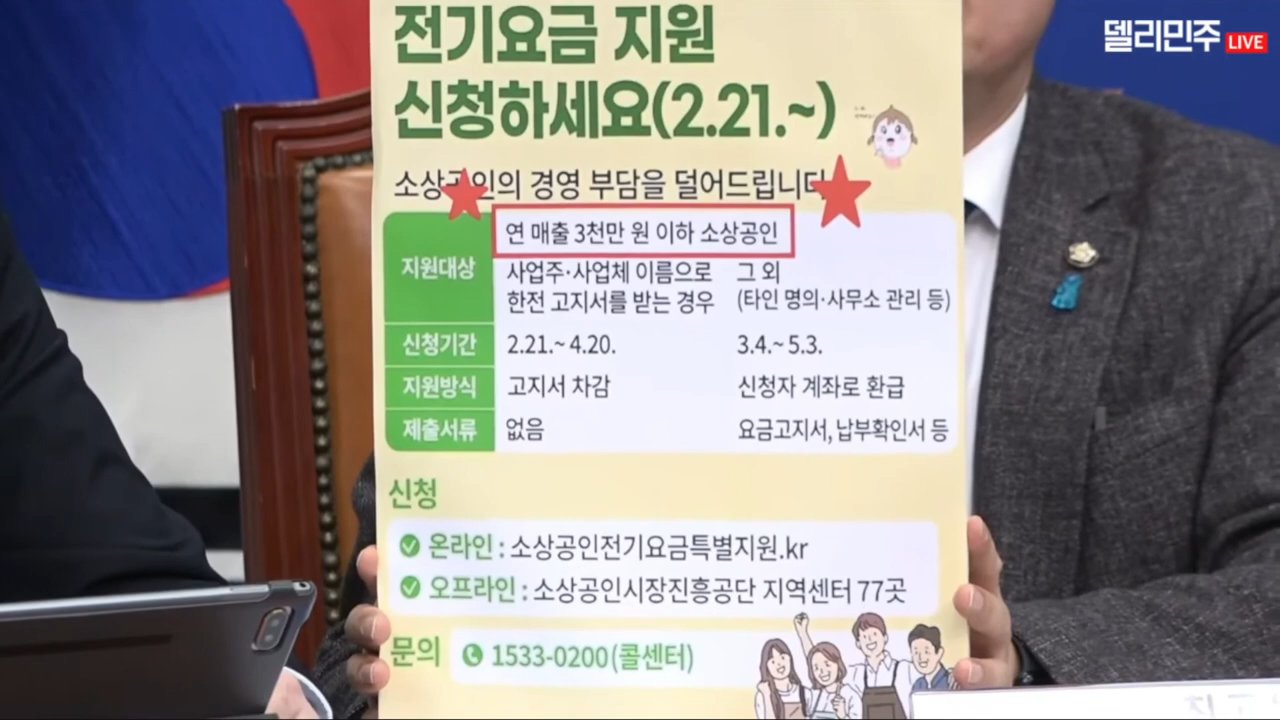 델리민주 LIVE
전기요금 지원
신청하세요(2.21.~)
소상공인의 경영 부담을 덜어드립니다
연 매출 3천만 원 이하 소상공인
지원대상
사업주·사업체 이름으로 그 외
한전 고지서를 받는 경우 (타인 명의·사무소 관리 등)
신청기간 2.21.~ 4.20. 3.4.~ 5.3.
지원방식 고지서 차감 신청자 계좌로 환급
제출서류 없음 요금고지서, 납부확인서 등
신청
온라인 : 소상공인전기요금특별지원.kr
오프라인 : 소상공인시장진흥공단 지역센터 77곳
문의 1533-0200(콜센터)